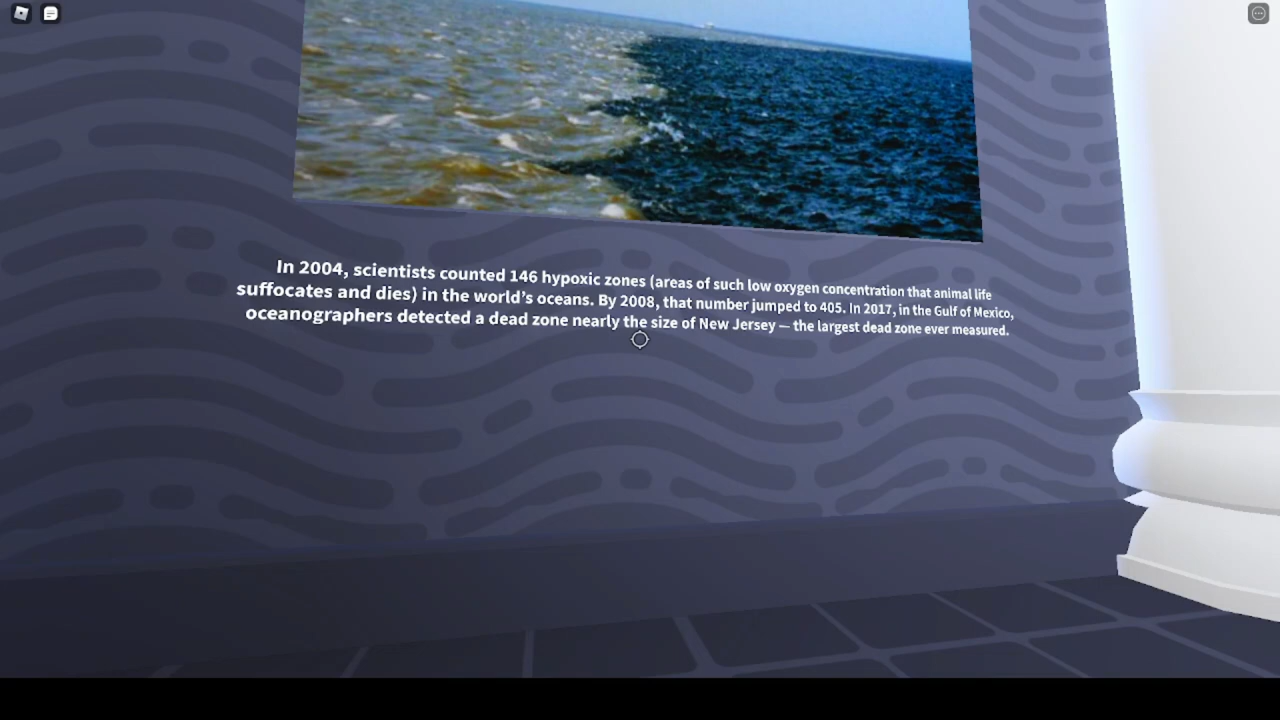 In 2004, scientists counted 146 hypoxic zones (areas of such low oxygen concentration that animal life
suffocates and dies) in the world’s oceans. By 2008, that number jumped to 405. In 2017, in the Gulf of Mexico,
oceanographers detected a dead zone nearly the size of New Jersey — the largest dead zone ever measured.